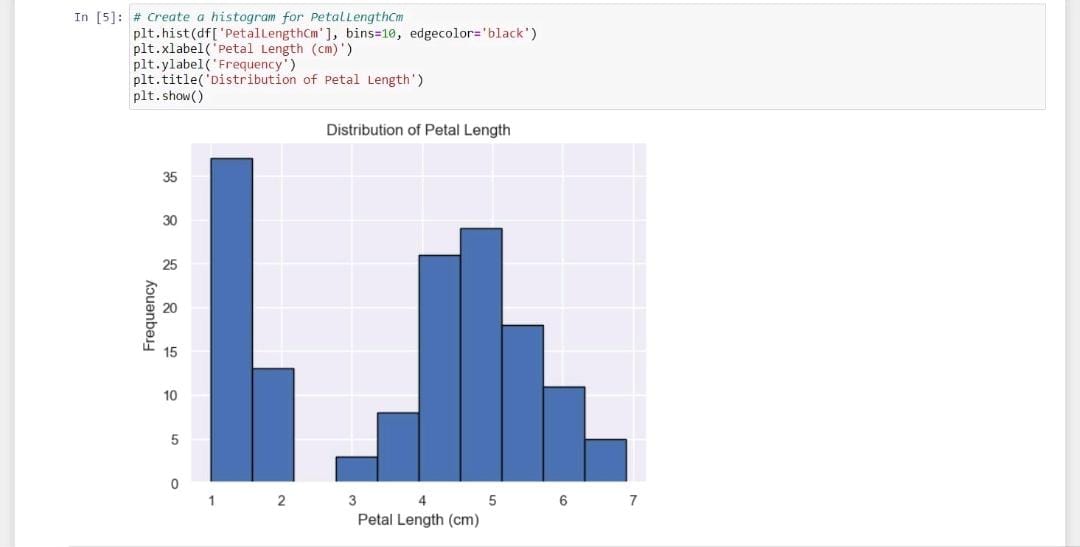 In [5]: # Create a histogram for PetalLengthCm
plt.hist(df['PetalLengthCm'], bins=10, edgecolor='black')
plt.xlabel('Petal Length (cm)')
plt.ylabel('Frequency')
plt.title('Distribution of Petal Length')
plt.show()
Distribution of Petal Length
Frequency
35
30
25
20
15
10
5
0
1 2 3 4 5 6 7
Petal Length (cm)